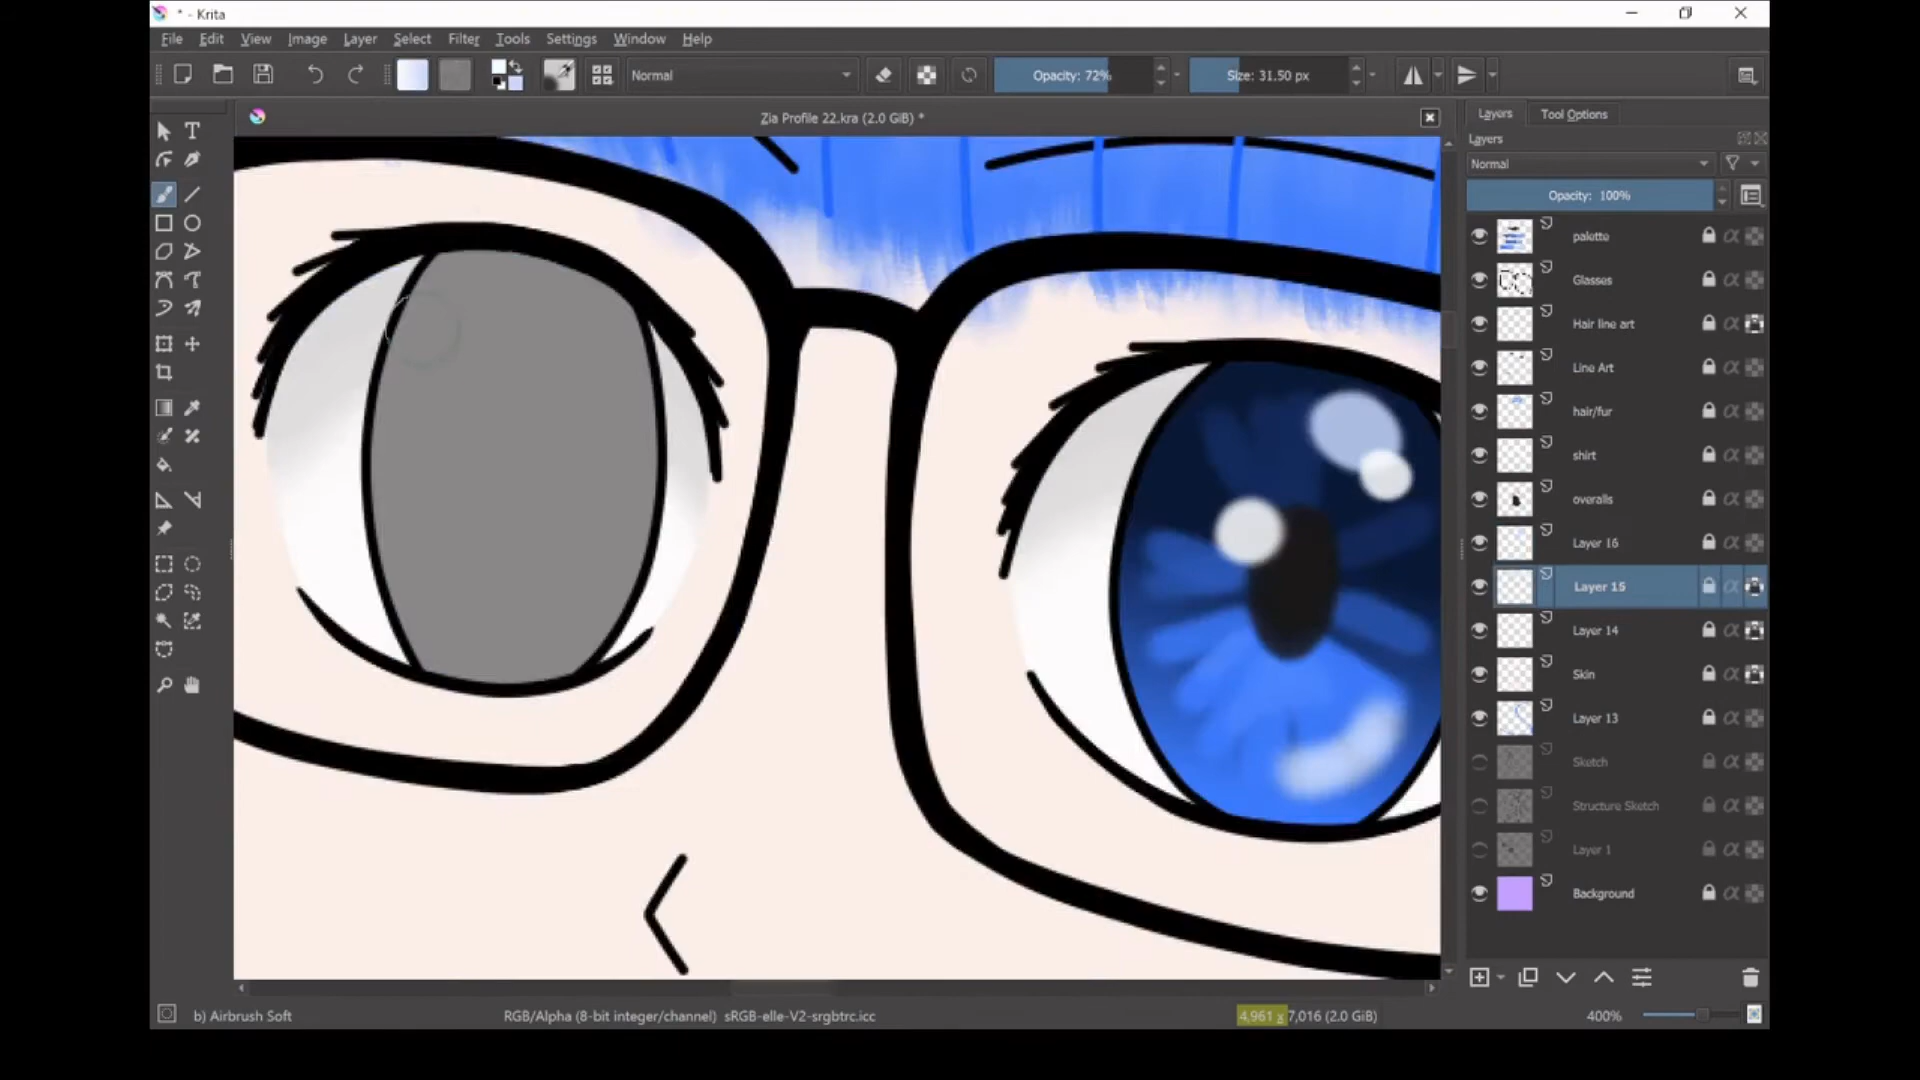 * - Krita
File Edit View Image Layer Select Filter Tools Settings Window Help
Normal Opacity: 72% Size: 31.50 px
Zia Profile 22.kra (2.0 GiB) *
Layers Tool Options
Layers
Normal
Opacity: 100%
palette
Glasses
Hair line art
Line Art
hair/fur
shirt
overalls
Layer 16
Layer 15
Layer 14
Skin
Layer 13
Sketch
Structure Sketch
Layer 1
Background
b) Airbrush Soft RGB/Alpha (8-bit integer/channel) sRGB-elle-V2-srgbtrc.icc 4,961 x 7,016 (2.0 GiB) 400%